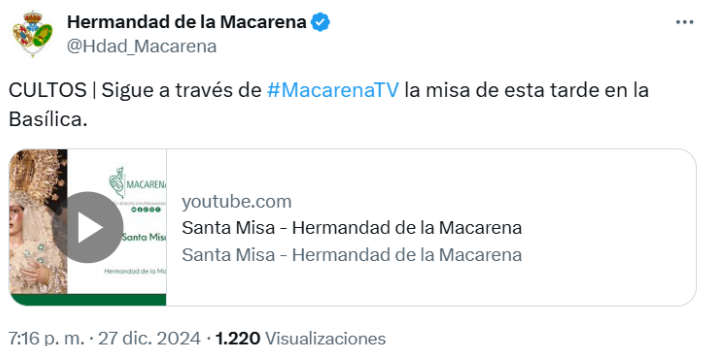 Hermandad de la Macarena
@Hdad_Macarena
CULTOS | Sigue a través de #MacarenaTV la misa de esta tarde en la
Basílica.
MACARENA
Santa Misa
Hermandad de la Ma
youtube.com
Santa Misa - Hermandad de la Macarena
Santa Misa - Hermandad de la Macarena
7:16 p. m. · 27 dic. 2024 · 1.220 Visualizaciones